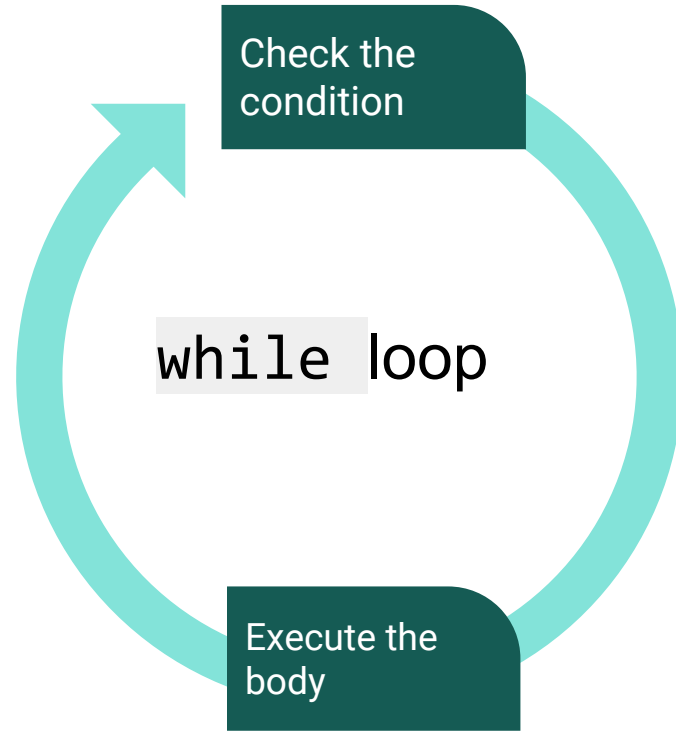 Check the
condition
while loop
Execute the
body